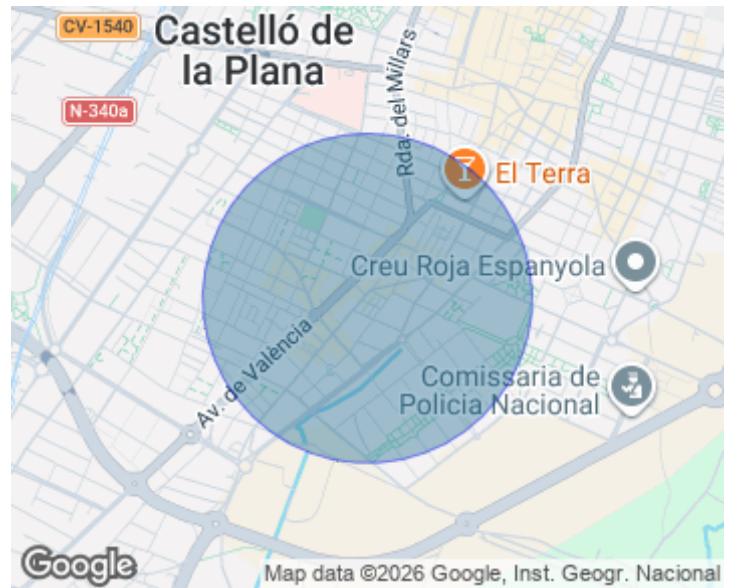 CV-1540
Castelló de
la Plana
N-340a
Rda. del Millars
El Terra
Creu Roja Espanyola
Av. de València
Comissaria de
Policia Nacional
Google
Map data ©2026 Google, Inst. Geogr. Nacional